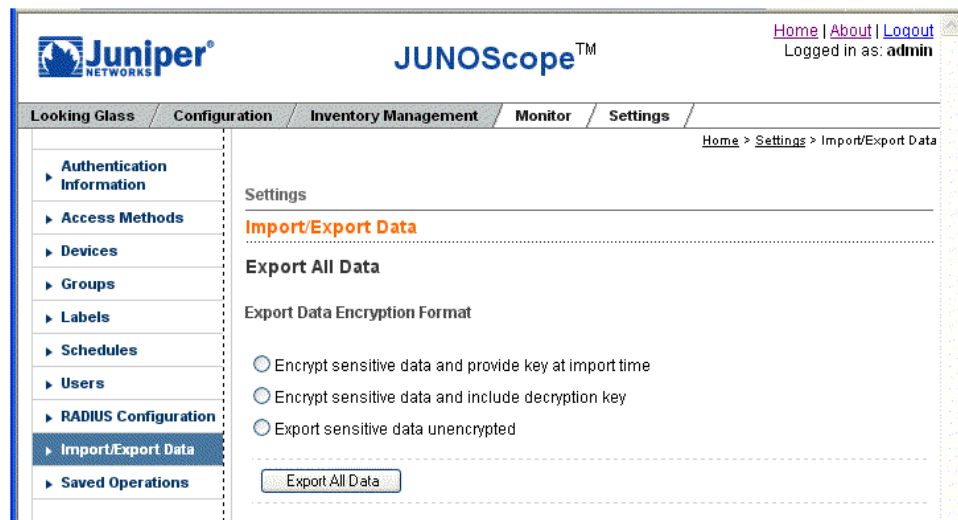 Home | About | Logout
Juniper®
NETWORKS
JUNOScope™
Logged in as: admin
Looking Glass / Configuration / Inventory Management / Monitor / Settings /
Home > Settings > Import/Export Data
Authentication
Information
Access Methods
Devices
Groups
Labels
Schedules
Users
RADIUS Configuration
Import/Export Data
Saved Operations
Settings
Import/Export Data
Export All Data
Export Data Encryption Format
Encrypt sensitive data and provide key at import time
Encrypt sensitive data and include decryption key
Export sensitive data unencrypted
Export All Data